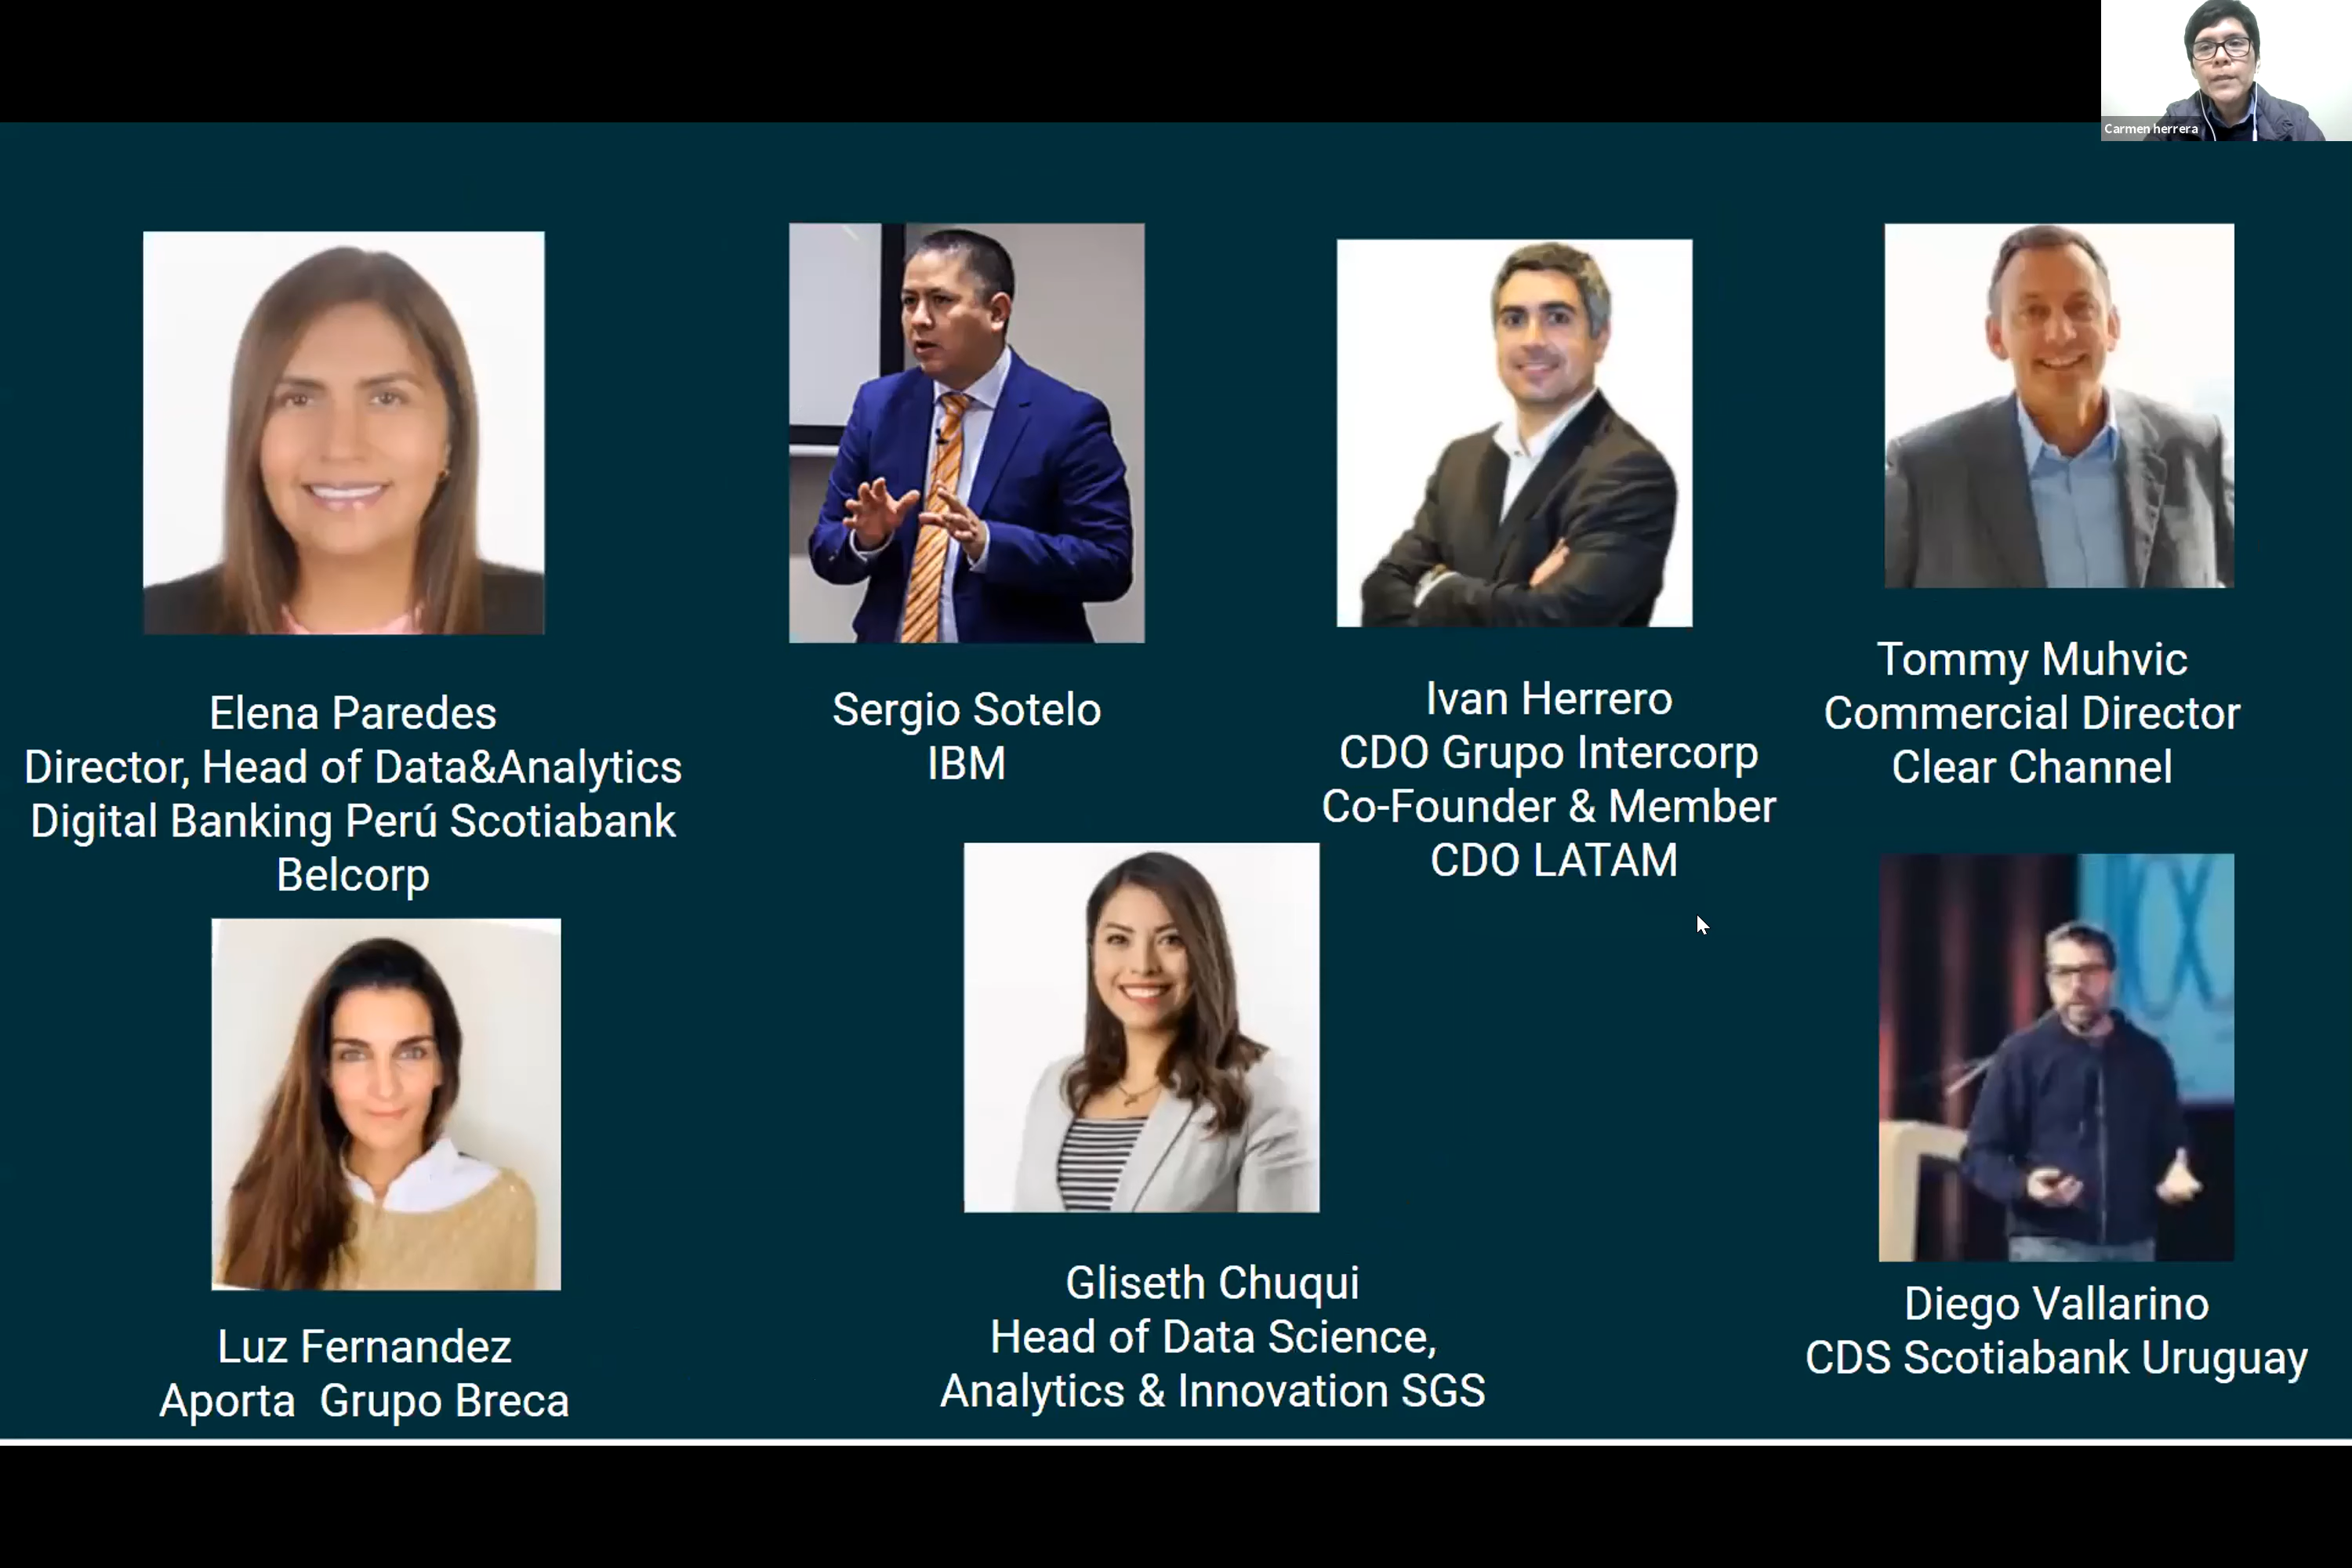 Carmen herrera
Elena Paredes
Director, Head of Data&Analytics
Digital Banking Perú Scotiabank
Belcorp
Sergio Sotelo
IBM
Ivan Herrero
CDO Grupo Intercorp
Co-Founder & Member
CDO LATAM
Tommy Muhvic
Commercial Director
Clear Channel
Luz Fernandez
Aporta  Grupo Breca
Gliseth Chuqui
Head of Data Science,
Analytics & Innovation SGS
Diego Vallarino
CDS Scotiabank Uruguay